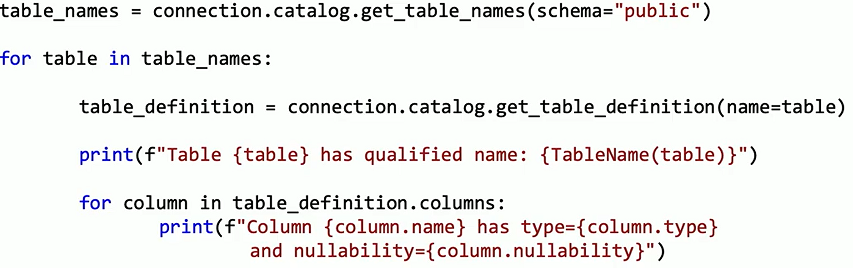 table_names = connection.catalog.get_table_names(schema="public")
for table in table_names:
table_definition = connection.catalog.get_table_definition(name=table)
print(f"Table {table} has qualified name: {TableName(table)}")
for column in table_definition.columns:
print(f"Column {column.name} has type={column.type}
and nullability={column.nullability}")